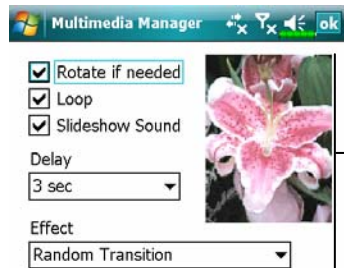 Multimedia Manager
ok
Rotate if needed
Loop
Slideshow Sound
Delay
3 sec
Effect
Random Transition